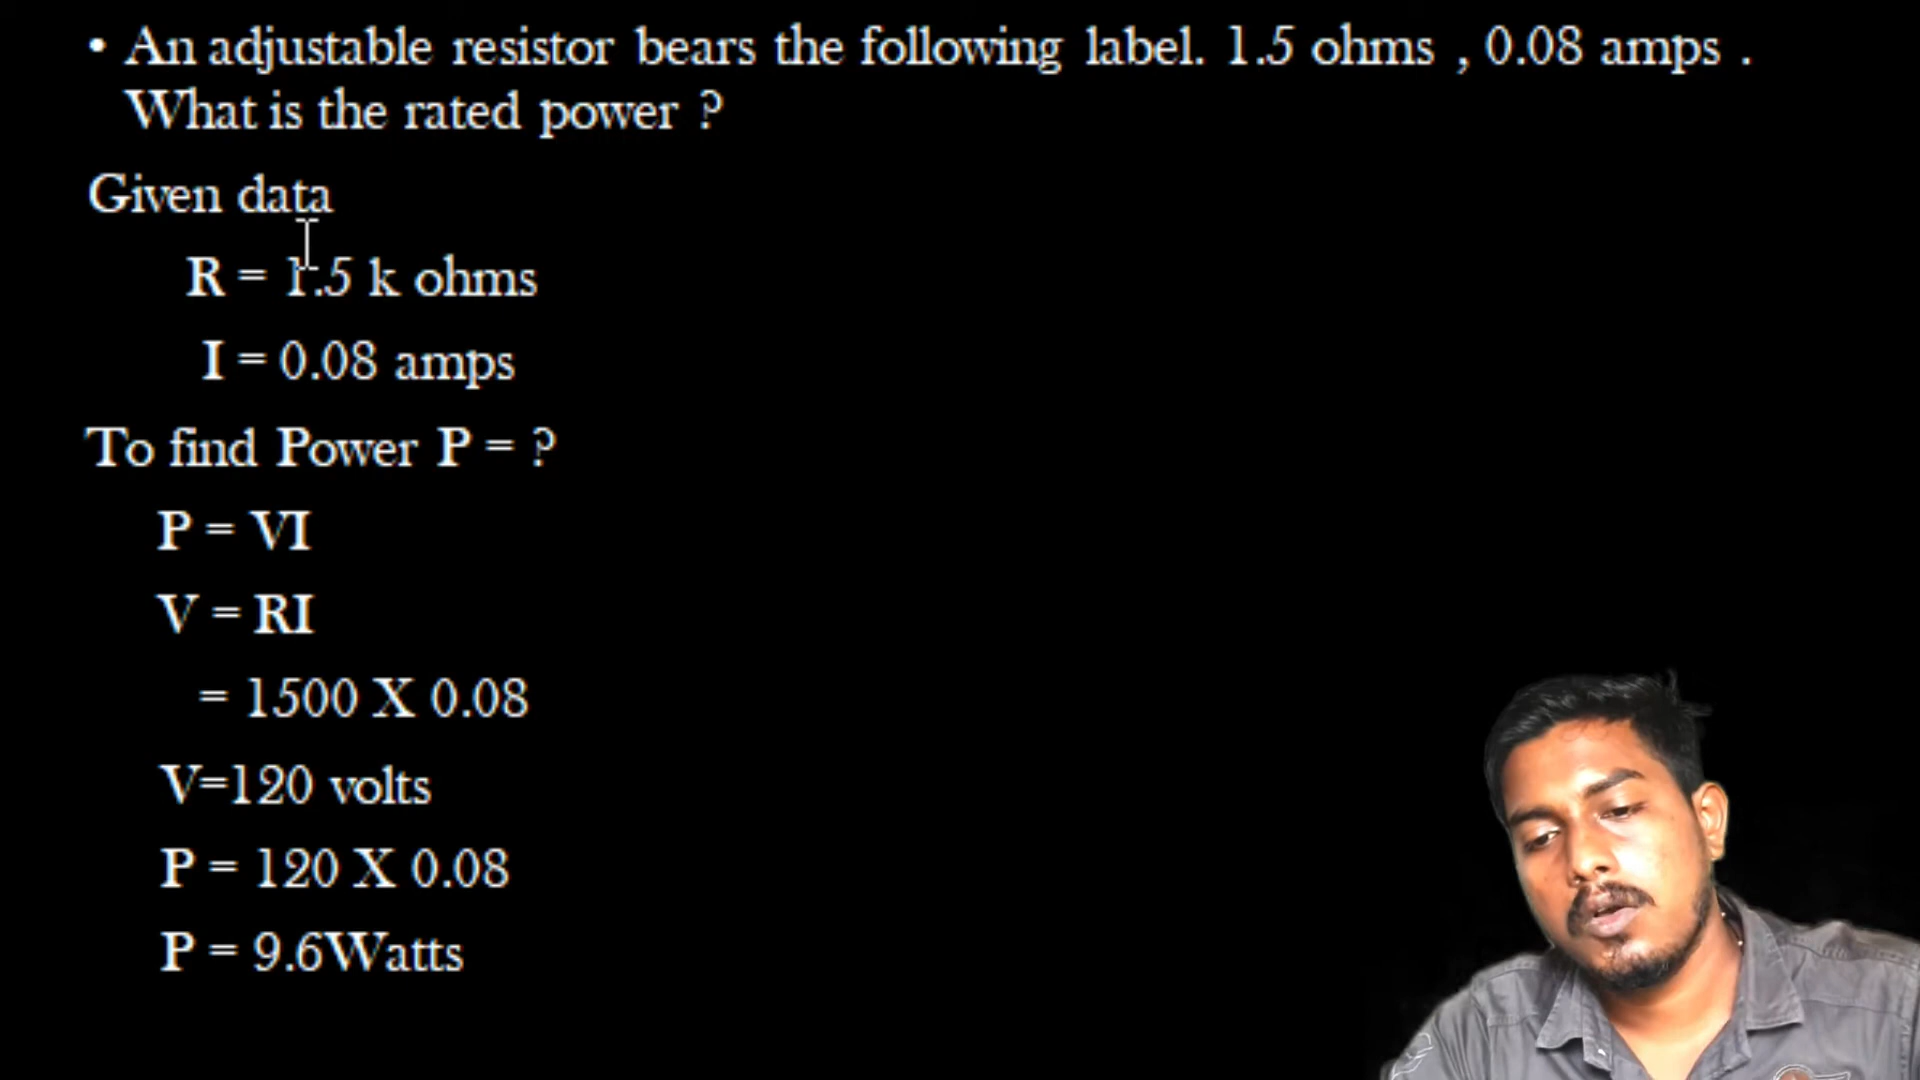 • An adjustable resistor bears the following label. 1.5 ohms , 0.08 amps .
What is the rated power ?
Given data
R = 1.5 k ohms
I = 0.08 amps
To find Power P = ?
P = VI
V = RI
= 1500 X 0.08
V=120 volts
P = 120 X 0.08
P = 9.6Watts